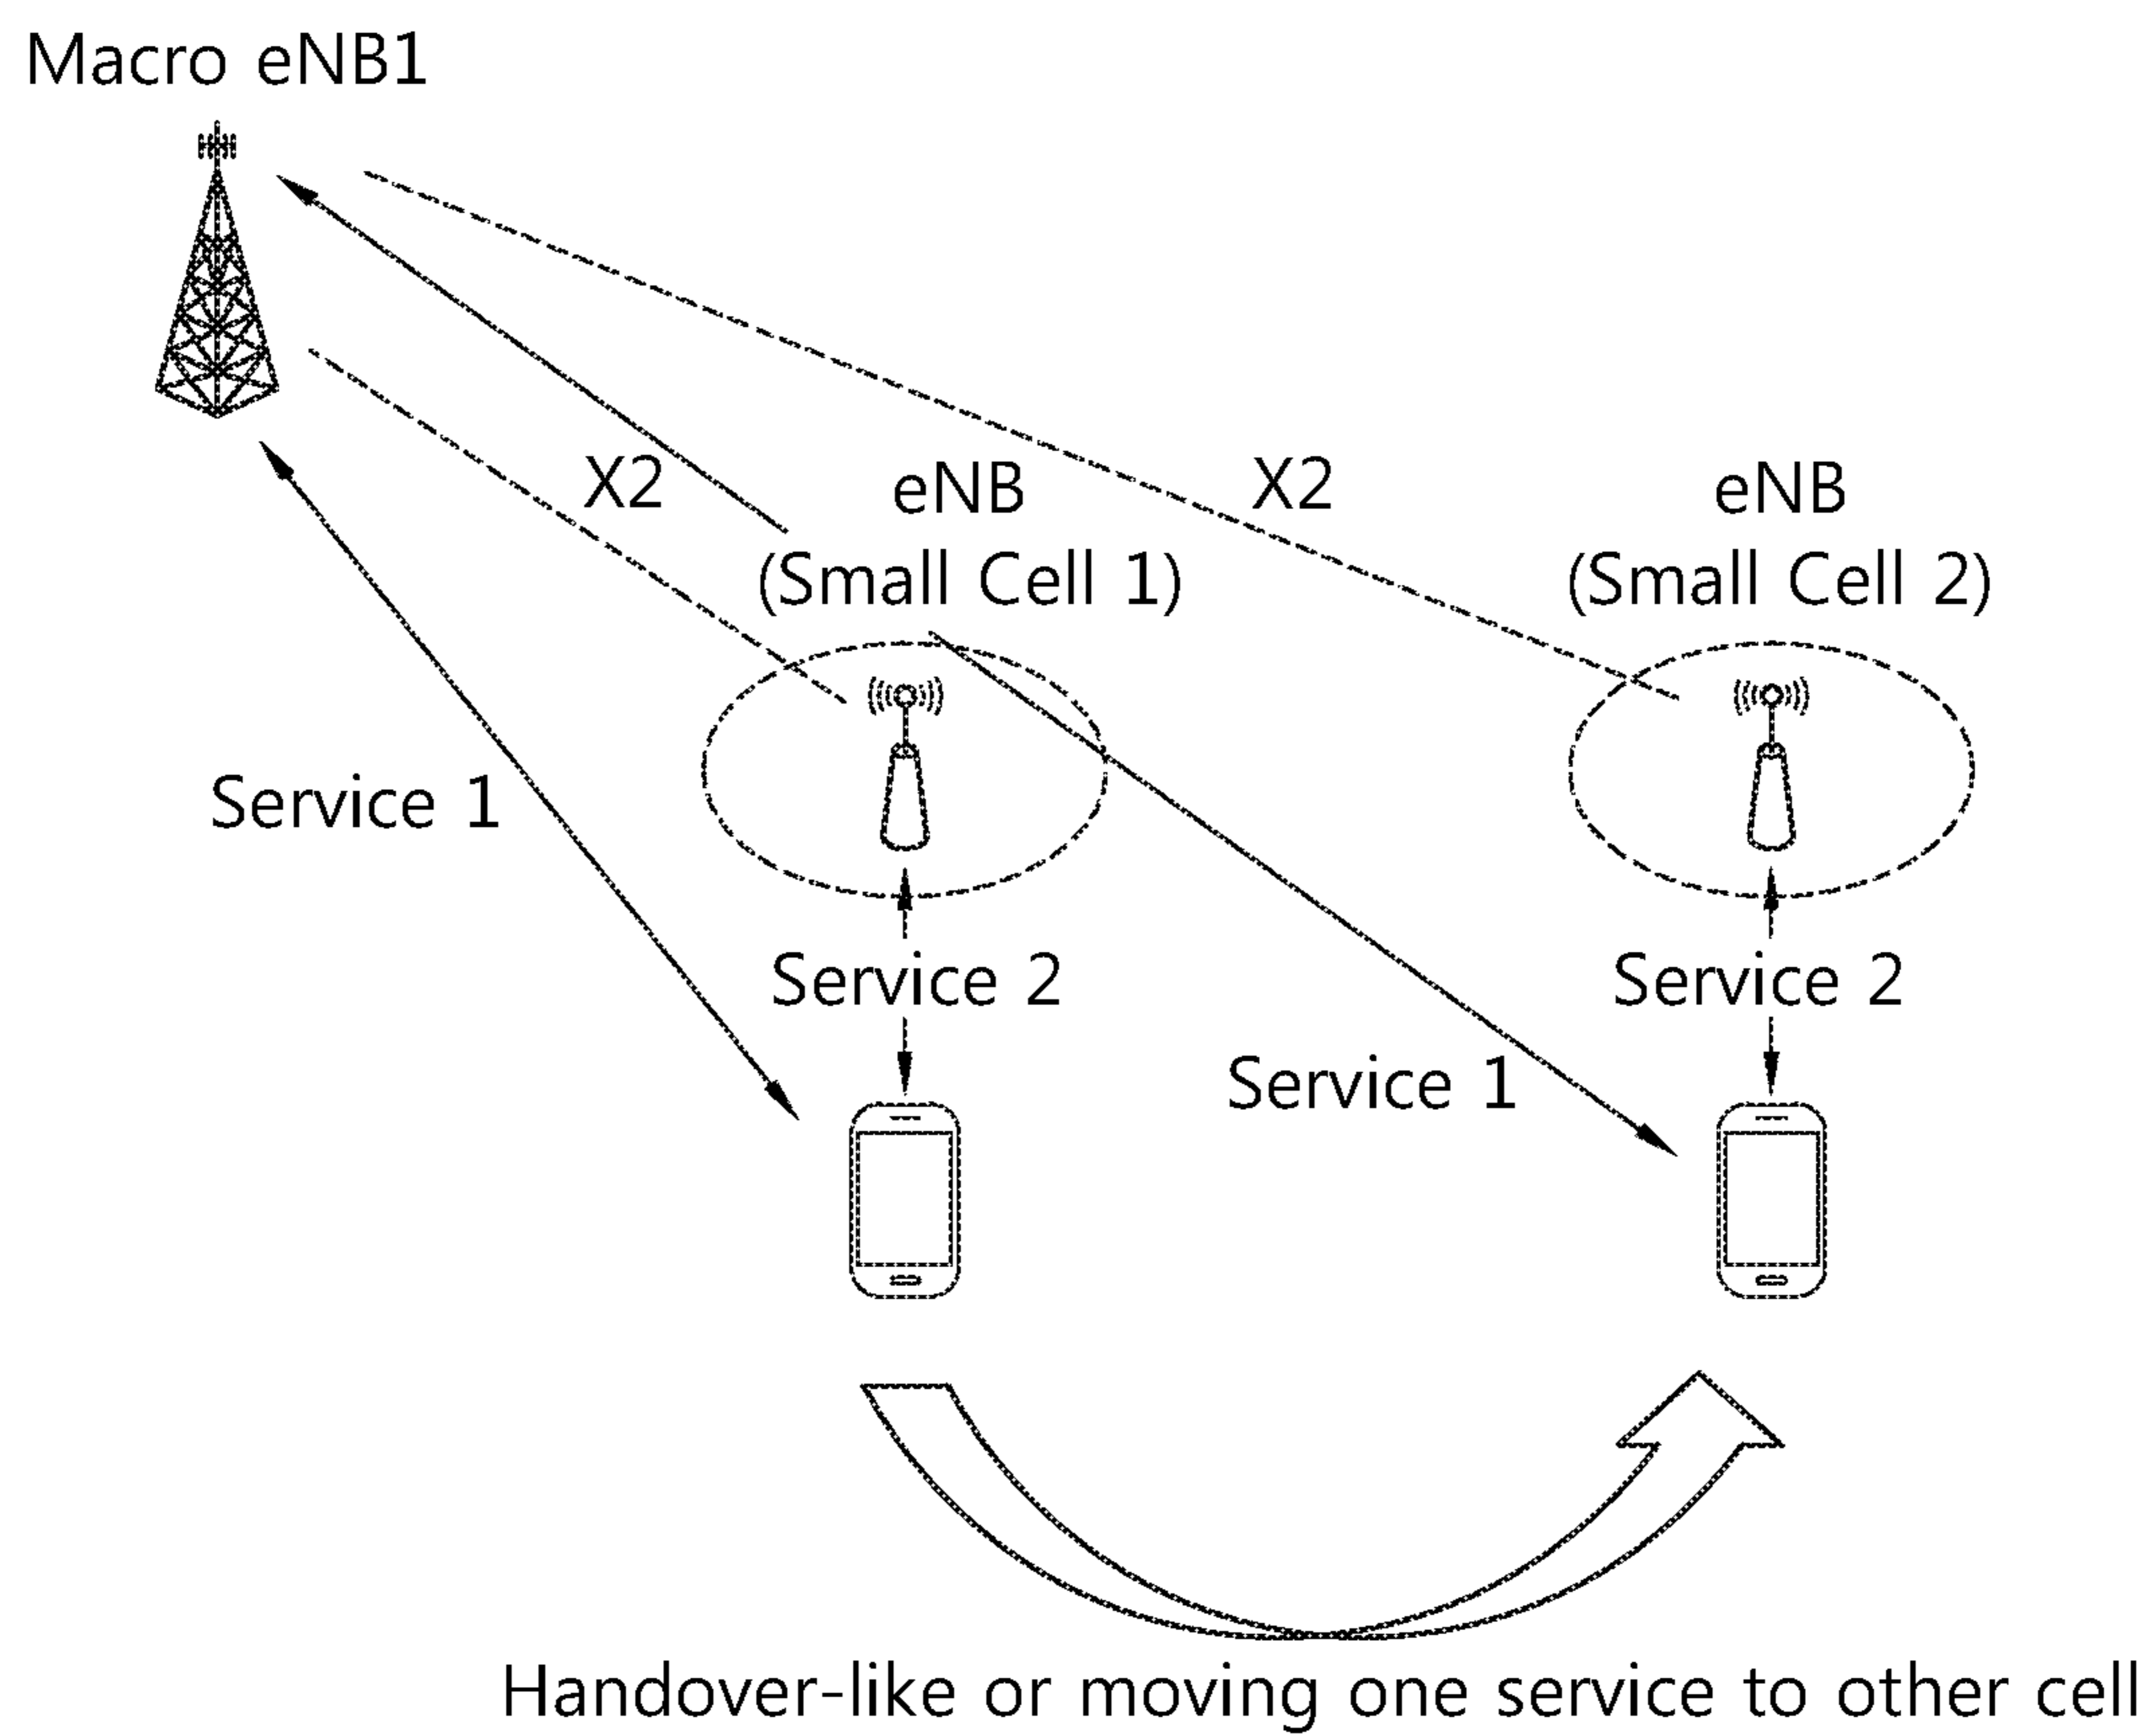 Macro eNB1
X2
eNB
(Small Cell 1)
X2
eNB
(Small Cell 2)
Service 1
Service 2
Service 2
Service 1
Handover-like or moving one service to other cell